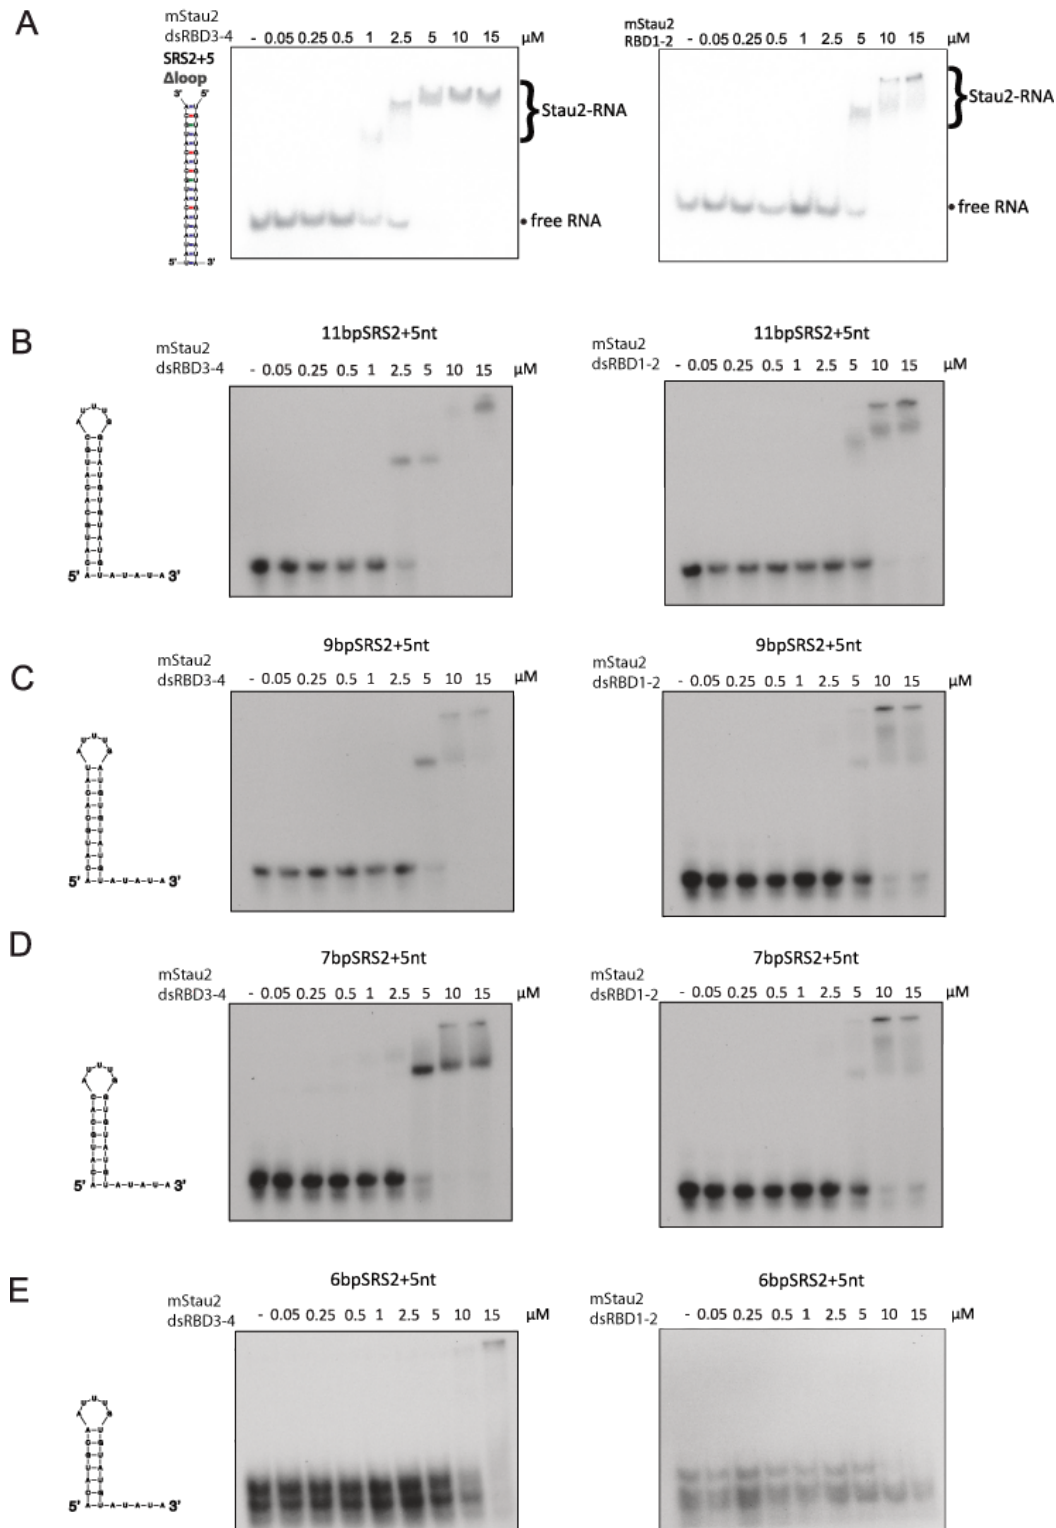 A
mStau2
dsRBD3-4 - 0.05 0.25 0.5 1 2.5 5 10 15 μM
SRS2+5
Δloop
3' 5'
5' 3'
Stau2-RNA
free RNA
mStau2
RBD1-2 - 0.05 0.25 0.5 1 2.5 5 10 15 μM
Stau2-RNA
free RNA
B
11bpSRS2+5nt
mStau2
dsRBD3-4 - 0.05 0.25 0.5 1 2.5 5 10 15 μM
5' 3'
11bpSRS2+5nt
mStau2
dsRBD1-2 - 0.05 0.25 0.5 1 2.5 5 10 15 μM
C
9bpSRS2+5nt
mStau2
dsRBD3-4 - 0.05 0.25 0.5 1 2.5 5 10 15 μM
5' 3'
9bpSRS2+5nt
mStau2
dsRBD1-2 - 0.05 0.25 0.5 1 2.5 5 10 15 μM
D
7bpSRS2+5nt
mStau2
dsRBD3-4 - 0.05 0.25 0.5 1 2.5 5 10 15 μM
5' 3'
7bpSRS2+5nt
mStau2
dsRBD1-2 - 0.05 0.25 0.5 1 2.5 5 10 15 μM
E
6bpSRS2+5nt
mStau2
dsRBD3-4 - 0.05 0.25 0.5 1 2.5 5 10 15 μM
5' 3'
6bpSRS2+5nt
mStau2
dsRBD1-2 - 0.05 0.25 0.5 1 2.5 5 10 15 μM